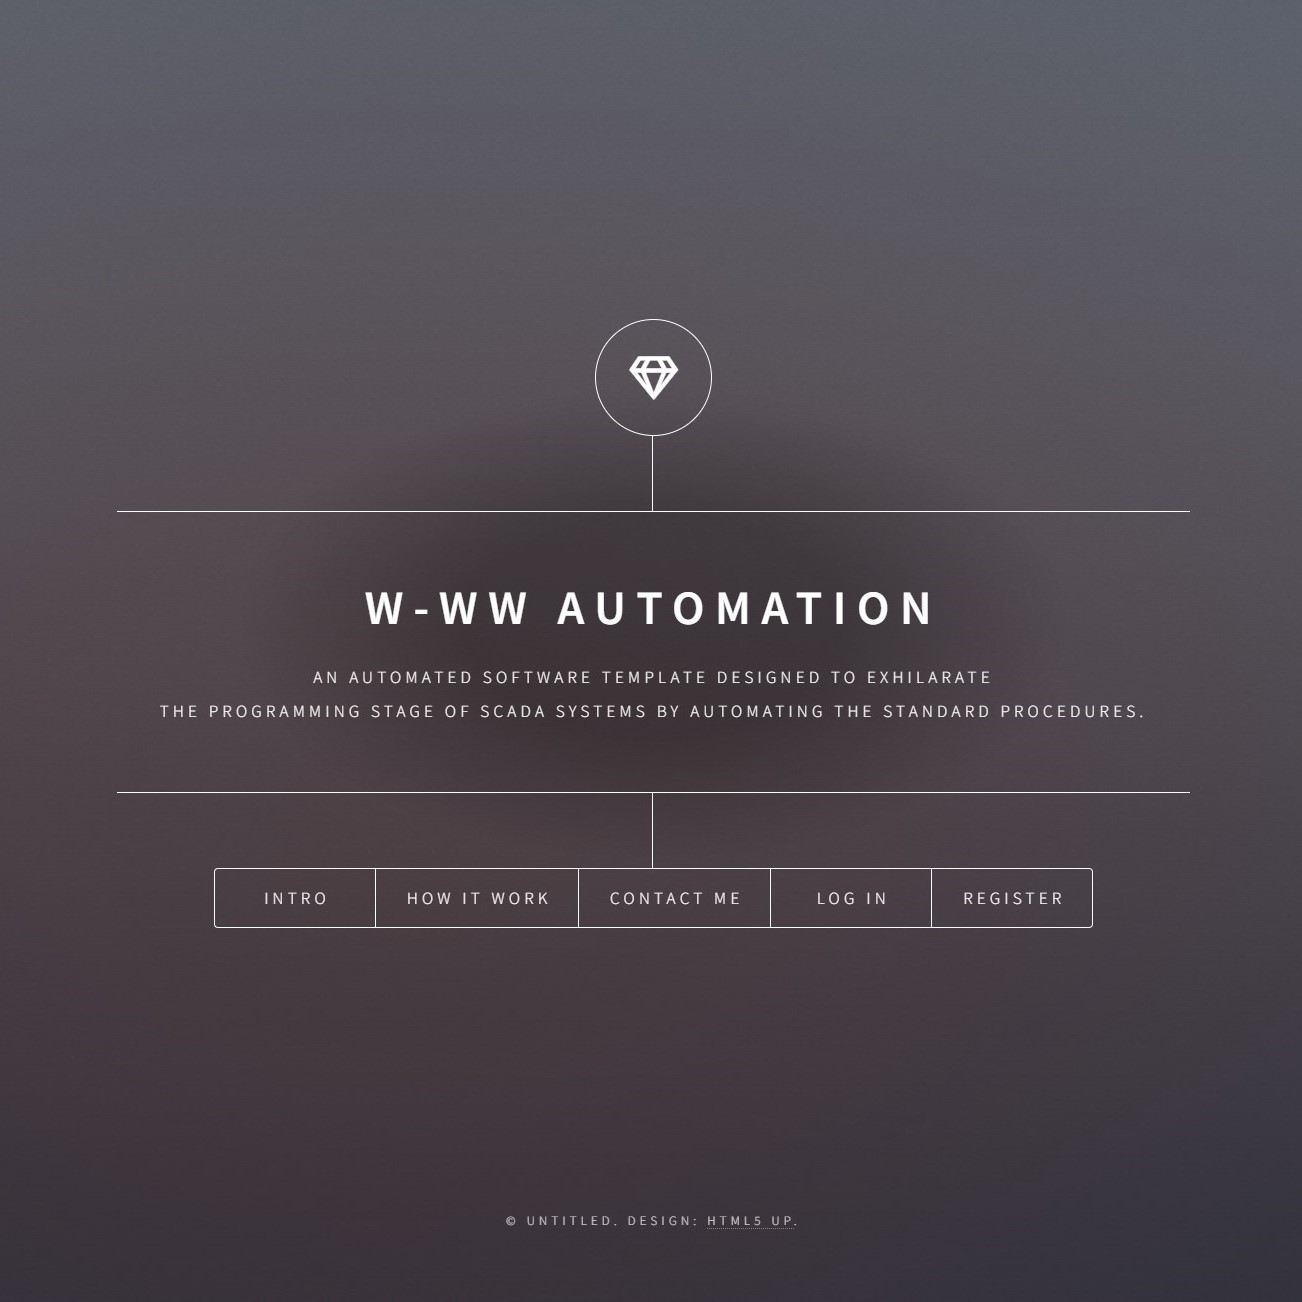 W-WW AUTOMATION
AN AUTOMATED SOFTWARE TEMPLATE DESIGNED TO EXHILARATE
THE PROGRAMMING STAGE OF SCADA SYSTEMS BY AUTOMATING THE STANDARD PROCEDURES.
INTRO HOW IT WORK CONTACT ME LOG IN REGISTER
© UNTITLED. DESIGN: HTML5 UP.